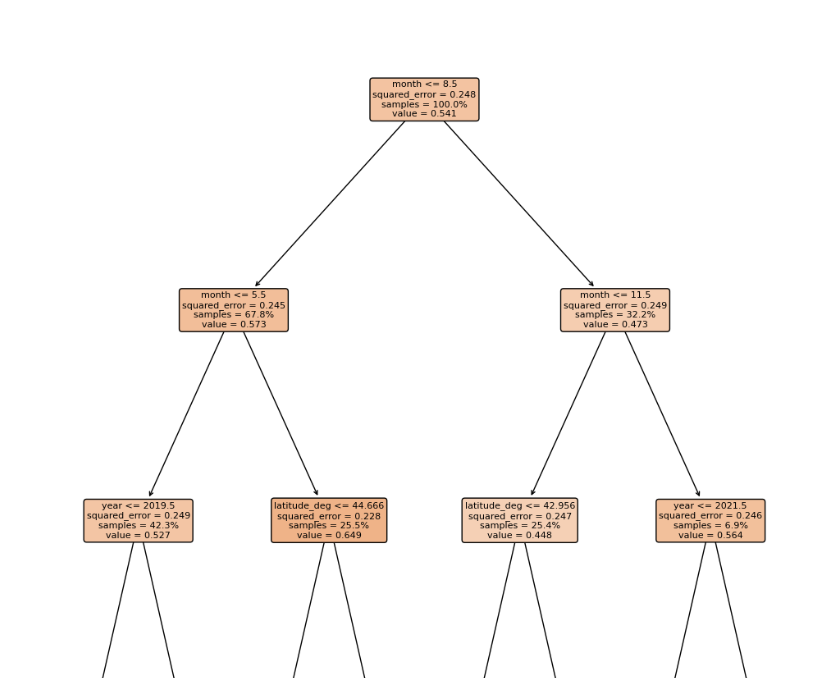 month <= 8.5
squared_error = 0.248
samples = 100.0%
value = 0.541
month <= 5.5
squared_error = 0.245
samples = 67.8%
value = 0.573
month <= 11.5
squared_error = 0.249
samples = 32.2%
value = 0.473
year <= 2019.5
squared_error = 0.249
samples = 42.3%
value = 0.527
latitude_deg <= 44.666
squared_error = 0.228
samples = 25.5%
value = 0.649
latitude_deg <= 42.956
squared_error = 0.247
samples = 25.4%
value = 0.448
year <= 2021.5
squared_error = 0.246
samples = 6.9%
value = 0.564